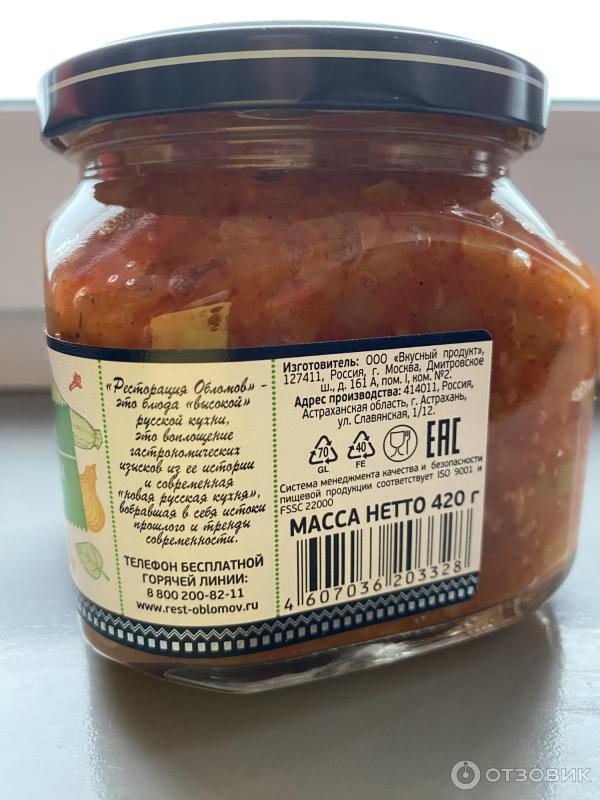 «Ресторация Обломов» -
это блюда «высокой»
русской кухни,
это воплощение
гастрономических
изысков из ее истории
и современная
«новая русская кухня»,
вобравшая в себя истоки
прошлого и тренды
современности.
ТЕЛЕФОН БЕСПЛАТНОЙ
ГОРЯЧЕЙ ЛИНИИ:
8 800 200-82-11
www.rest-oblomov.ru
Изготовитель: ООО «Вкусный продукт»,
127411, Россия, г. Москва, Дмитровское
ш., д. 161 А, пом. I, ком. №2.
Адрес производства: 414011, Россия,
Астраханская область, г. Астрахань,
ул. Славянская, 1/12.
70 40 EAC
GL FE
Система менеджмента качества и безопасности
пищевой продукции соответствует ISO 9001 и
FSSC 22000
МАССА НЕТТО 420 г
4 607036 203328
ОТЗОВИК